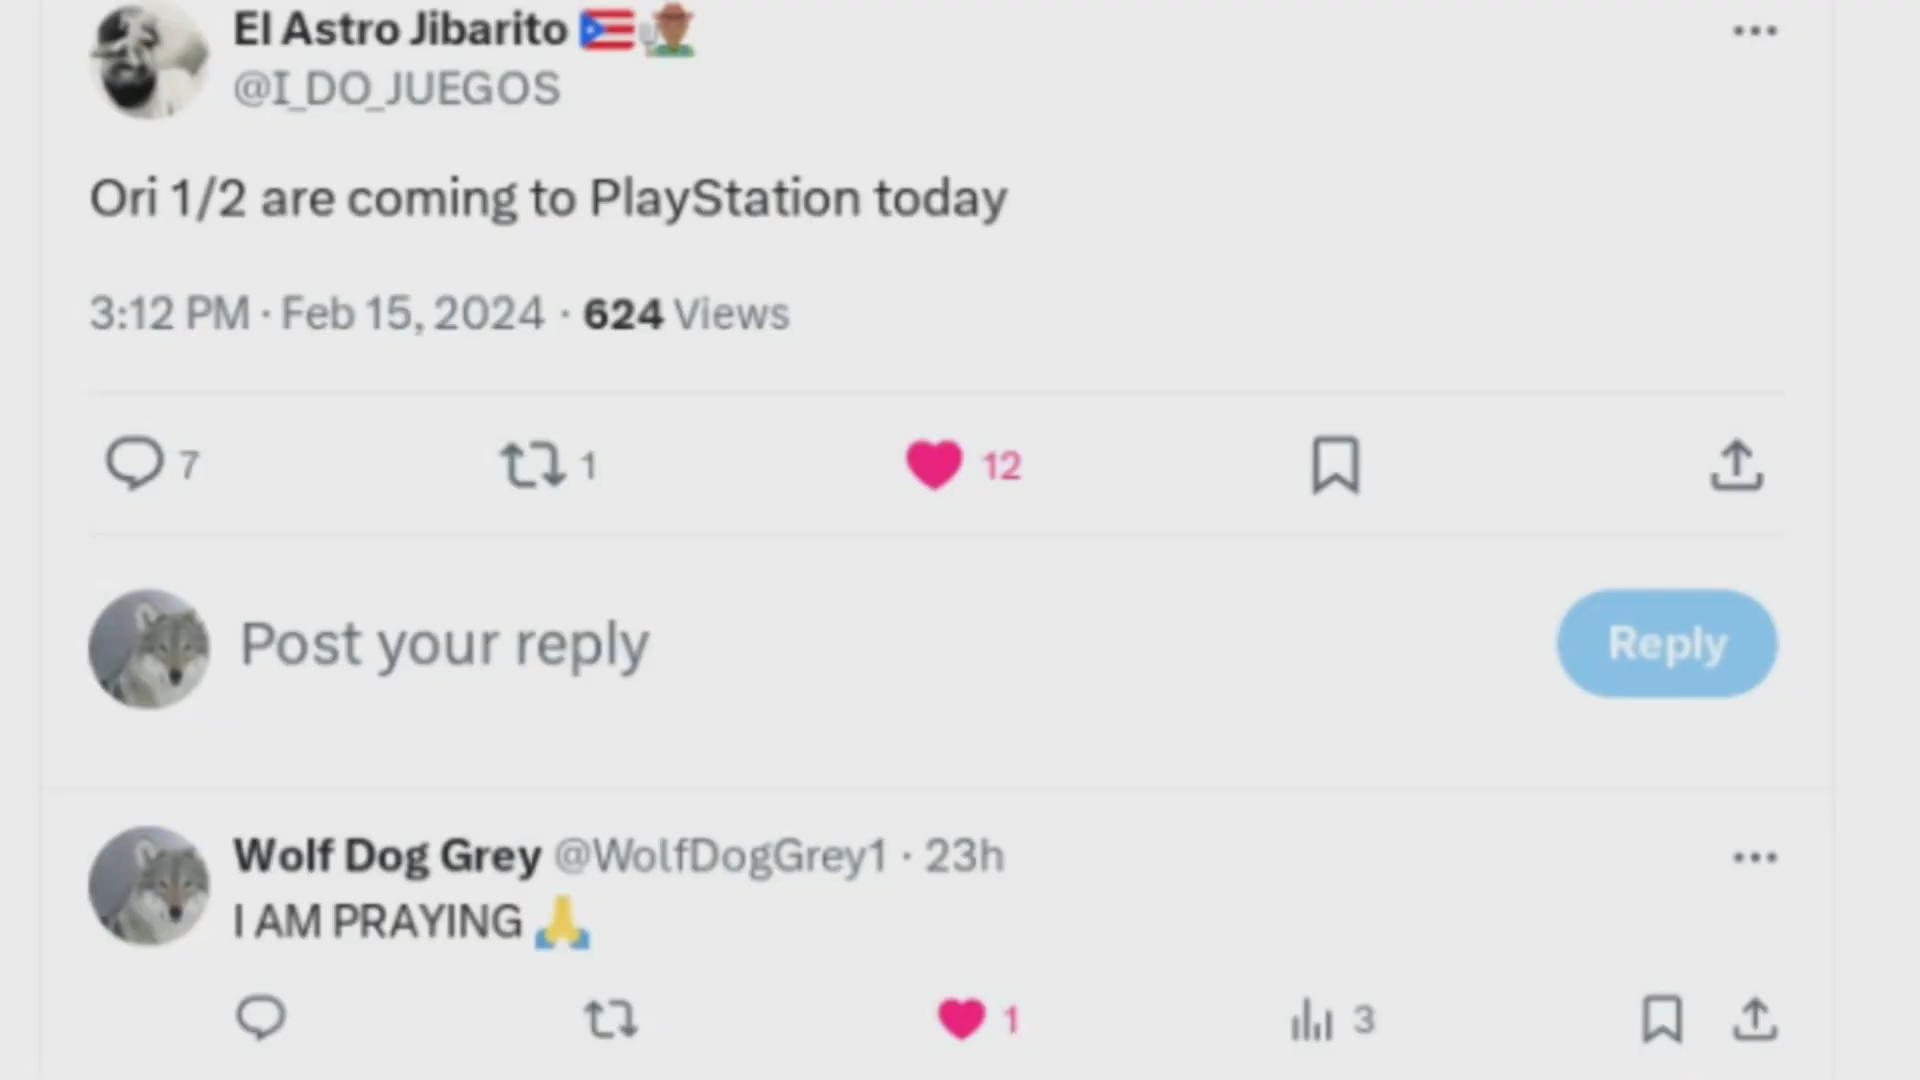 El Astro Jibarito 🇵🇷👨🏽‍🌾
@I_DO_JUEGOS
Ori 1/2 are coming to PlayStation today
3:12 PM · Feb 15, 2024 · 624 Views
7 1 12
Post your reply Reply
Wolf Dog Grey @WolfDogGrey1 · 23h
I AM PRAYING 🙏
1 3